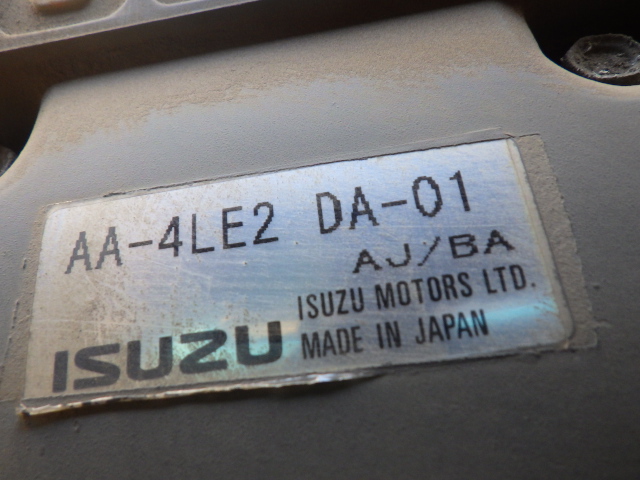 AA-4LE2 DA-01
AJ/BA
ISUZU MOTORS LTD.
ISUZU MADE IN JAPAN